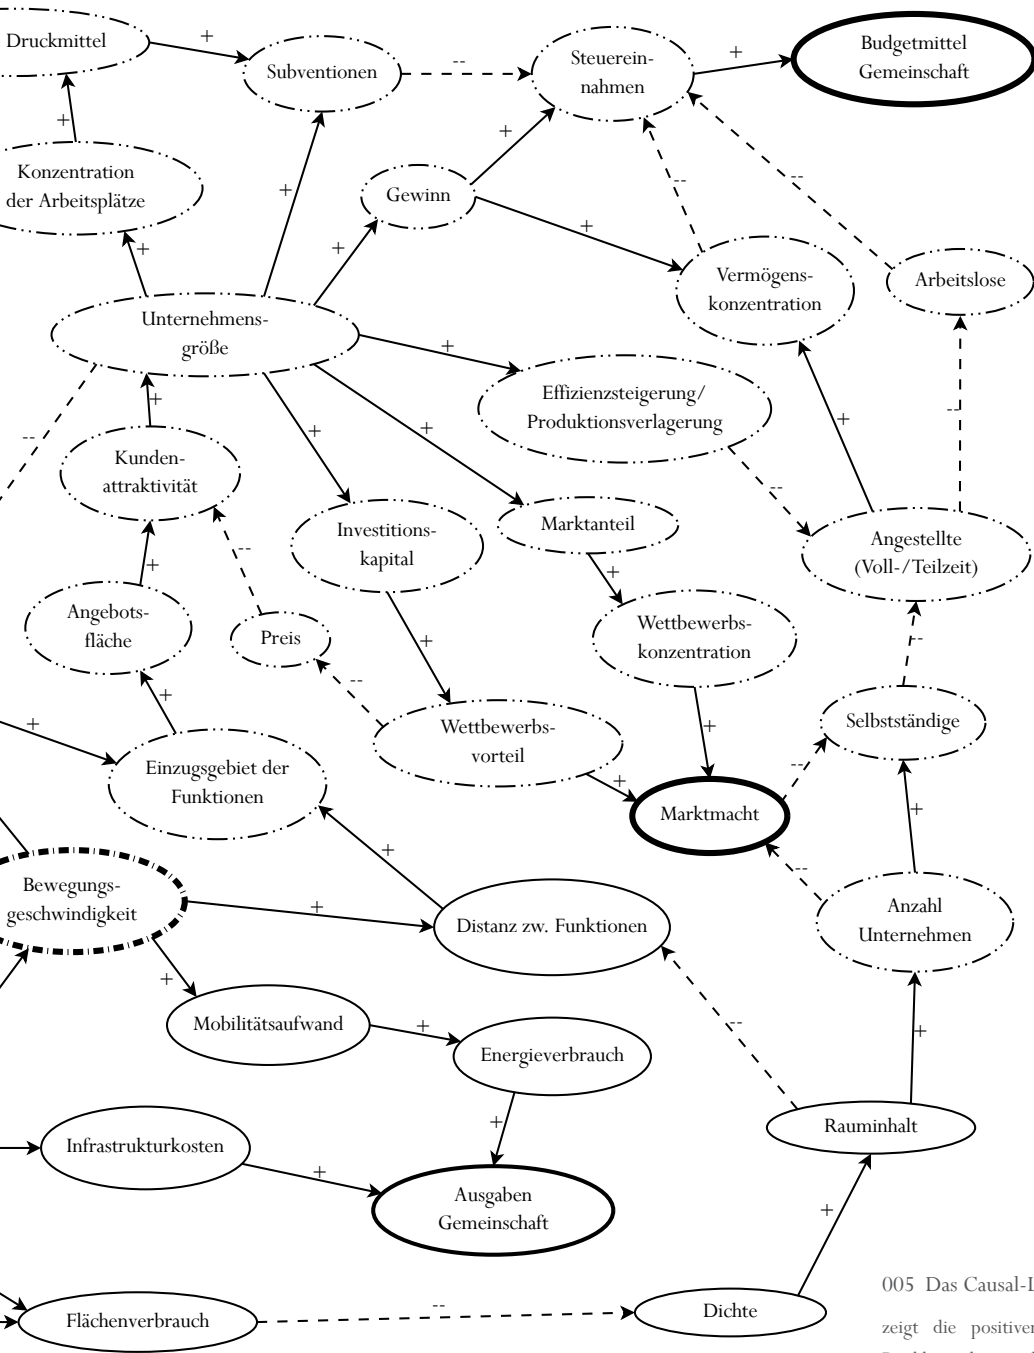 Druckmittel
+
Subventionen
--
Steuerein-
nahmen
+
Budgetmittel
Gemeinschaft
+
Konzentration
der Arbeitsplätze
+
+
Gewinn
+
--
--
+
+
+
Vermögens-
konzentration
Arbeitslose
Unternehmens-
größe
+
Effizienzsteigerung/
Produktionsverlagerung
+
--
--
+
+
+
Kunden-
attraktivität
--
Investitions-
kapital
Marktanteil
Angestellte
(Voll-/Teilzeit)
--
+
+
Angebots-
fläche
Preis
+
Wettbewerbs-
konzentration
--
+
--
Wettbewerbs-
vorteil
+
Selbstständige
+
Einzugsgebiet der
Funktionen
+
--
Marktmacht
+
+
--
Bewegungs-
geschwindigkeit
+
Distanz zw. Funktionen
Anzahl
Unternehmen
+
Mobilitätsaufwand
+
Energieverbrauch
--
+
+
Rauminhalt
Infrastrukturkosten
+
Ausgaben
Gemeinschaft
+
Flächenverbrauch
--
Dichte
005 Das Causal-L
zeigt die positiver